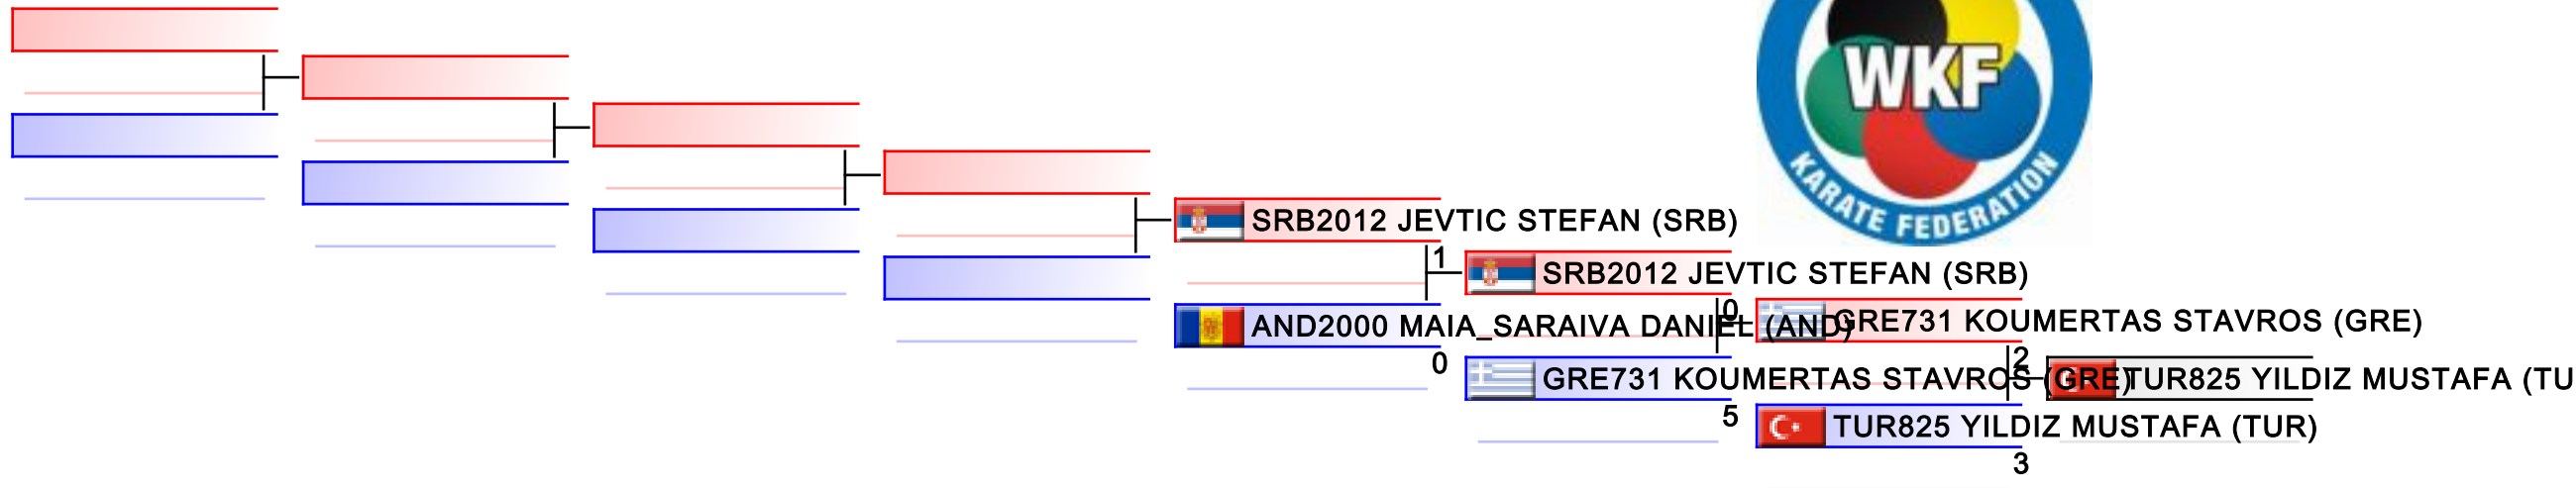 WKF
KARATE FEDERATION
SRB2012 JEVTIC STEFAN (SRB)
1
SRB2012 JEVTIC STEFAN (SRB)
AND2000 MAIA_SARAIVA DANIEL (AND)
0
0
GRE731 KOUMERTAS STAVROS (GRE)
GRE731 KOUMERTAS STAVROS (GRE)
5
2
TUR825 YILDIZ MUSTAFA (TU
TUR825 YILDIZ MUSTAFA (TUR)
3